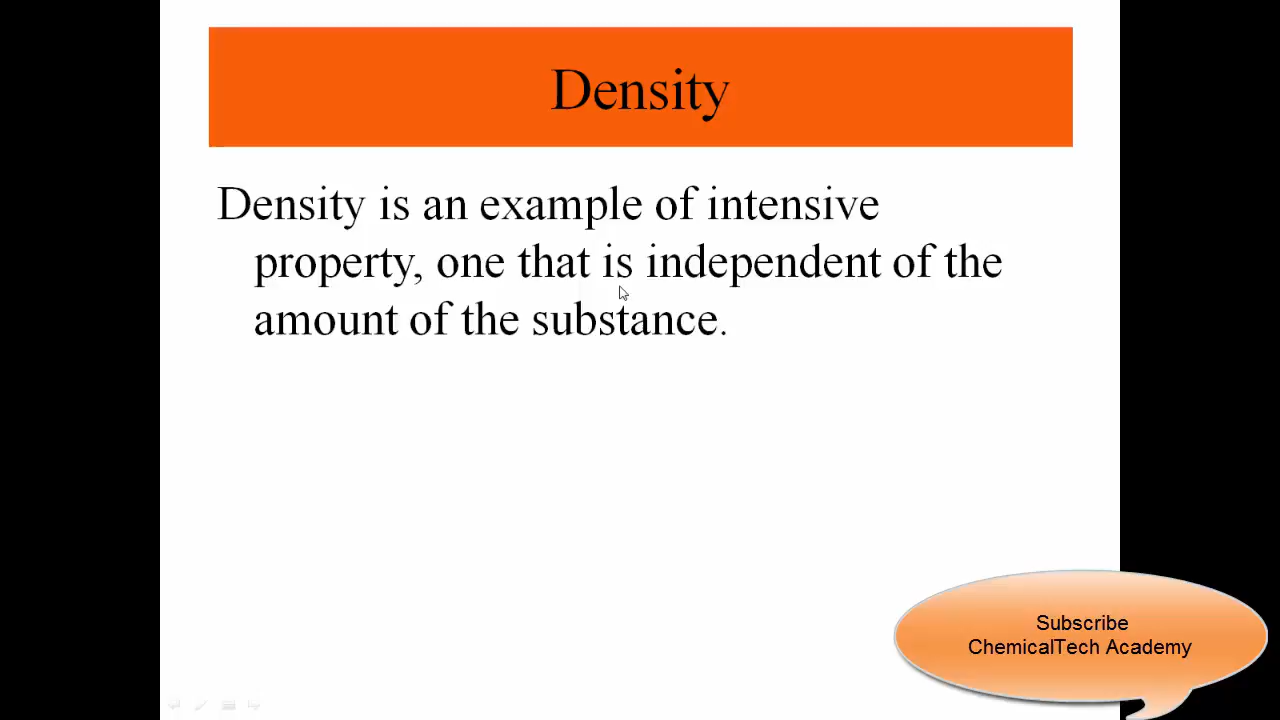 Density
Density is an example of intensive
property, one that is independent of the
amount of the substance.
Subscribe
ChemicalTech Academy